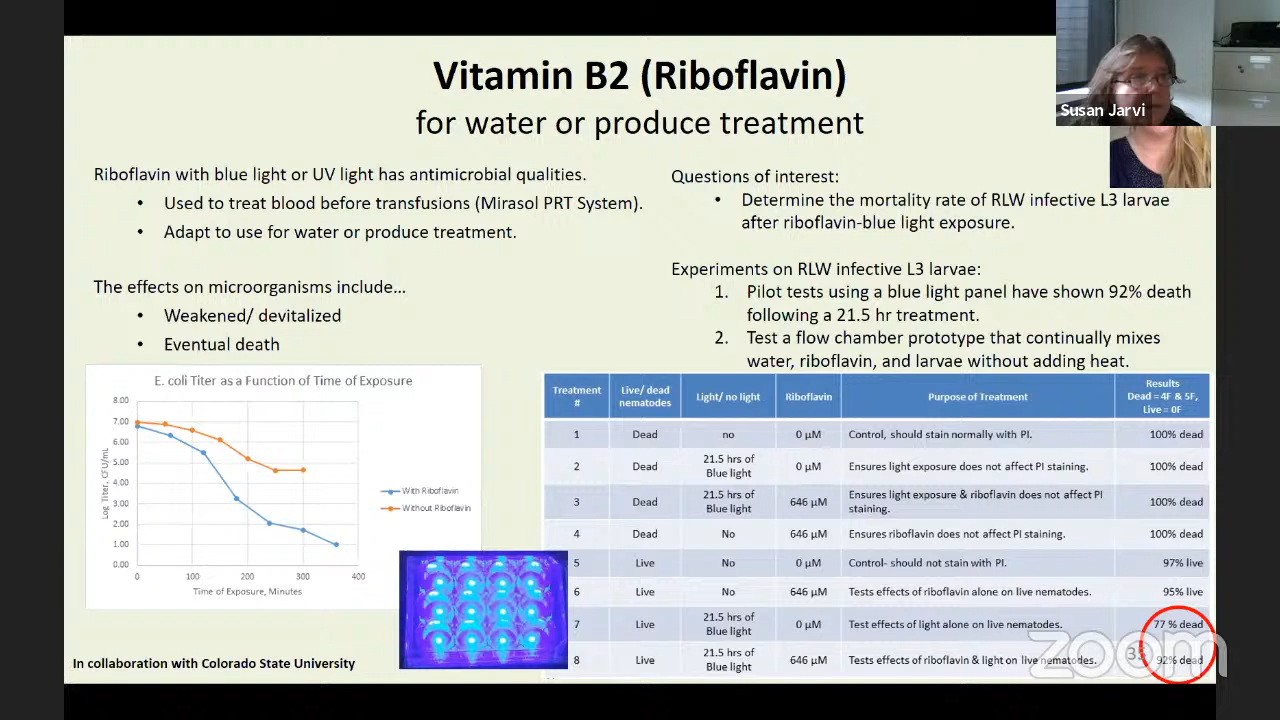 Vitamin B2 (Riboflavin)
for water or produce treatment
Susan Jarvi
Riboflavin with blue light or UV light has antimicrobial qualities.
• Used to treat blood before transfusions (Mirasol PRT System).
• Adapt to use for water or produce treatment.
The effects on microorganisms include...
• Weakened/ devitalized
• Eventual death
Questions of interest:
• Determine the mortality rate of RLW infective L3 larvae
after riboflavin-blue light exposure.
Experiments on RLW infective L3 larvae:
1. Pilot tests using a blue light panel have shown 92% death
following a 21.5 hr treatment.
2. Test a flow chamber prototype that continually mixes
water, riboflavin, and larvae without adding heat.
E. coli Titer as a Function of Time of Exposure
Log Titer, CFU/mL
8.00
7.00
6.00
5.00
4.00
3.00
2.00
1.00
0.00
0 100 200 300 400
Time of Exposure, Minutes
With Riboflavin
Without Riboflavin
In collaboration with Colorado State University
Treatment # Live/ dead nematodes Light/ no light Riboflavin Purpose of Treatment Results Dead = 4F & 5F, Live = 0F
1 Dead no 0 µM Control, should stain normally with PI. 100% dead
2 Dead 21.5 hrs of Blue light 0 µM Ensures light exposure does not affect PI staining. 100% dead
3 Dead 21.5 hrs of Blue light 646 µM Ensures light exposure & riboflavin does not affect PI staining. 100% dead
4 Dead No 646 µM Ensures riboflavin does not affect PI staining. 100% dead
5 Live No 0 µM Control- should not stain with PI. 97% live
6 Live No 646 µM Tests effects of riboflavin alone on live nematodes. 95% live
7 Live 21.5 hrs of Blue light 0 µM Test effects of light alone on live nematodes. 77 % dead
8 Live 21.5 hrs of Blue light 646 µM Tests effects of riboflavin & light on live nematodes. 92% dead
zoom